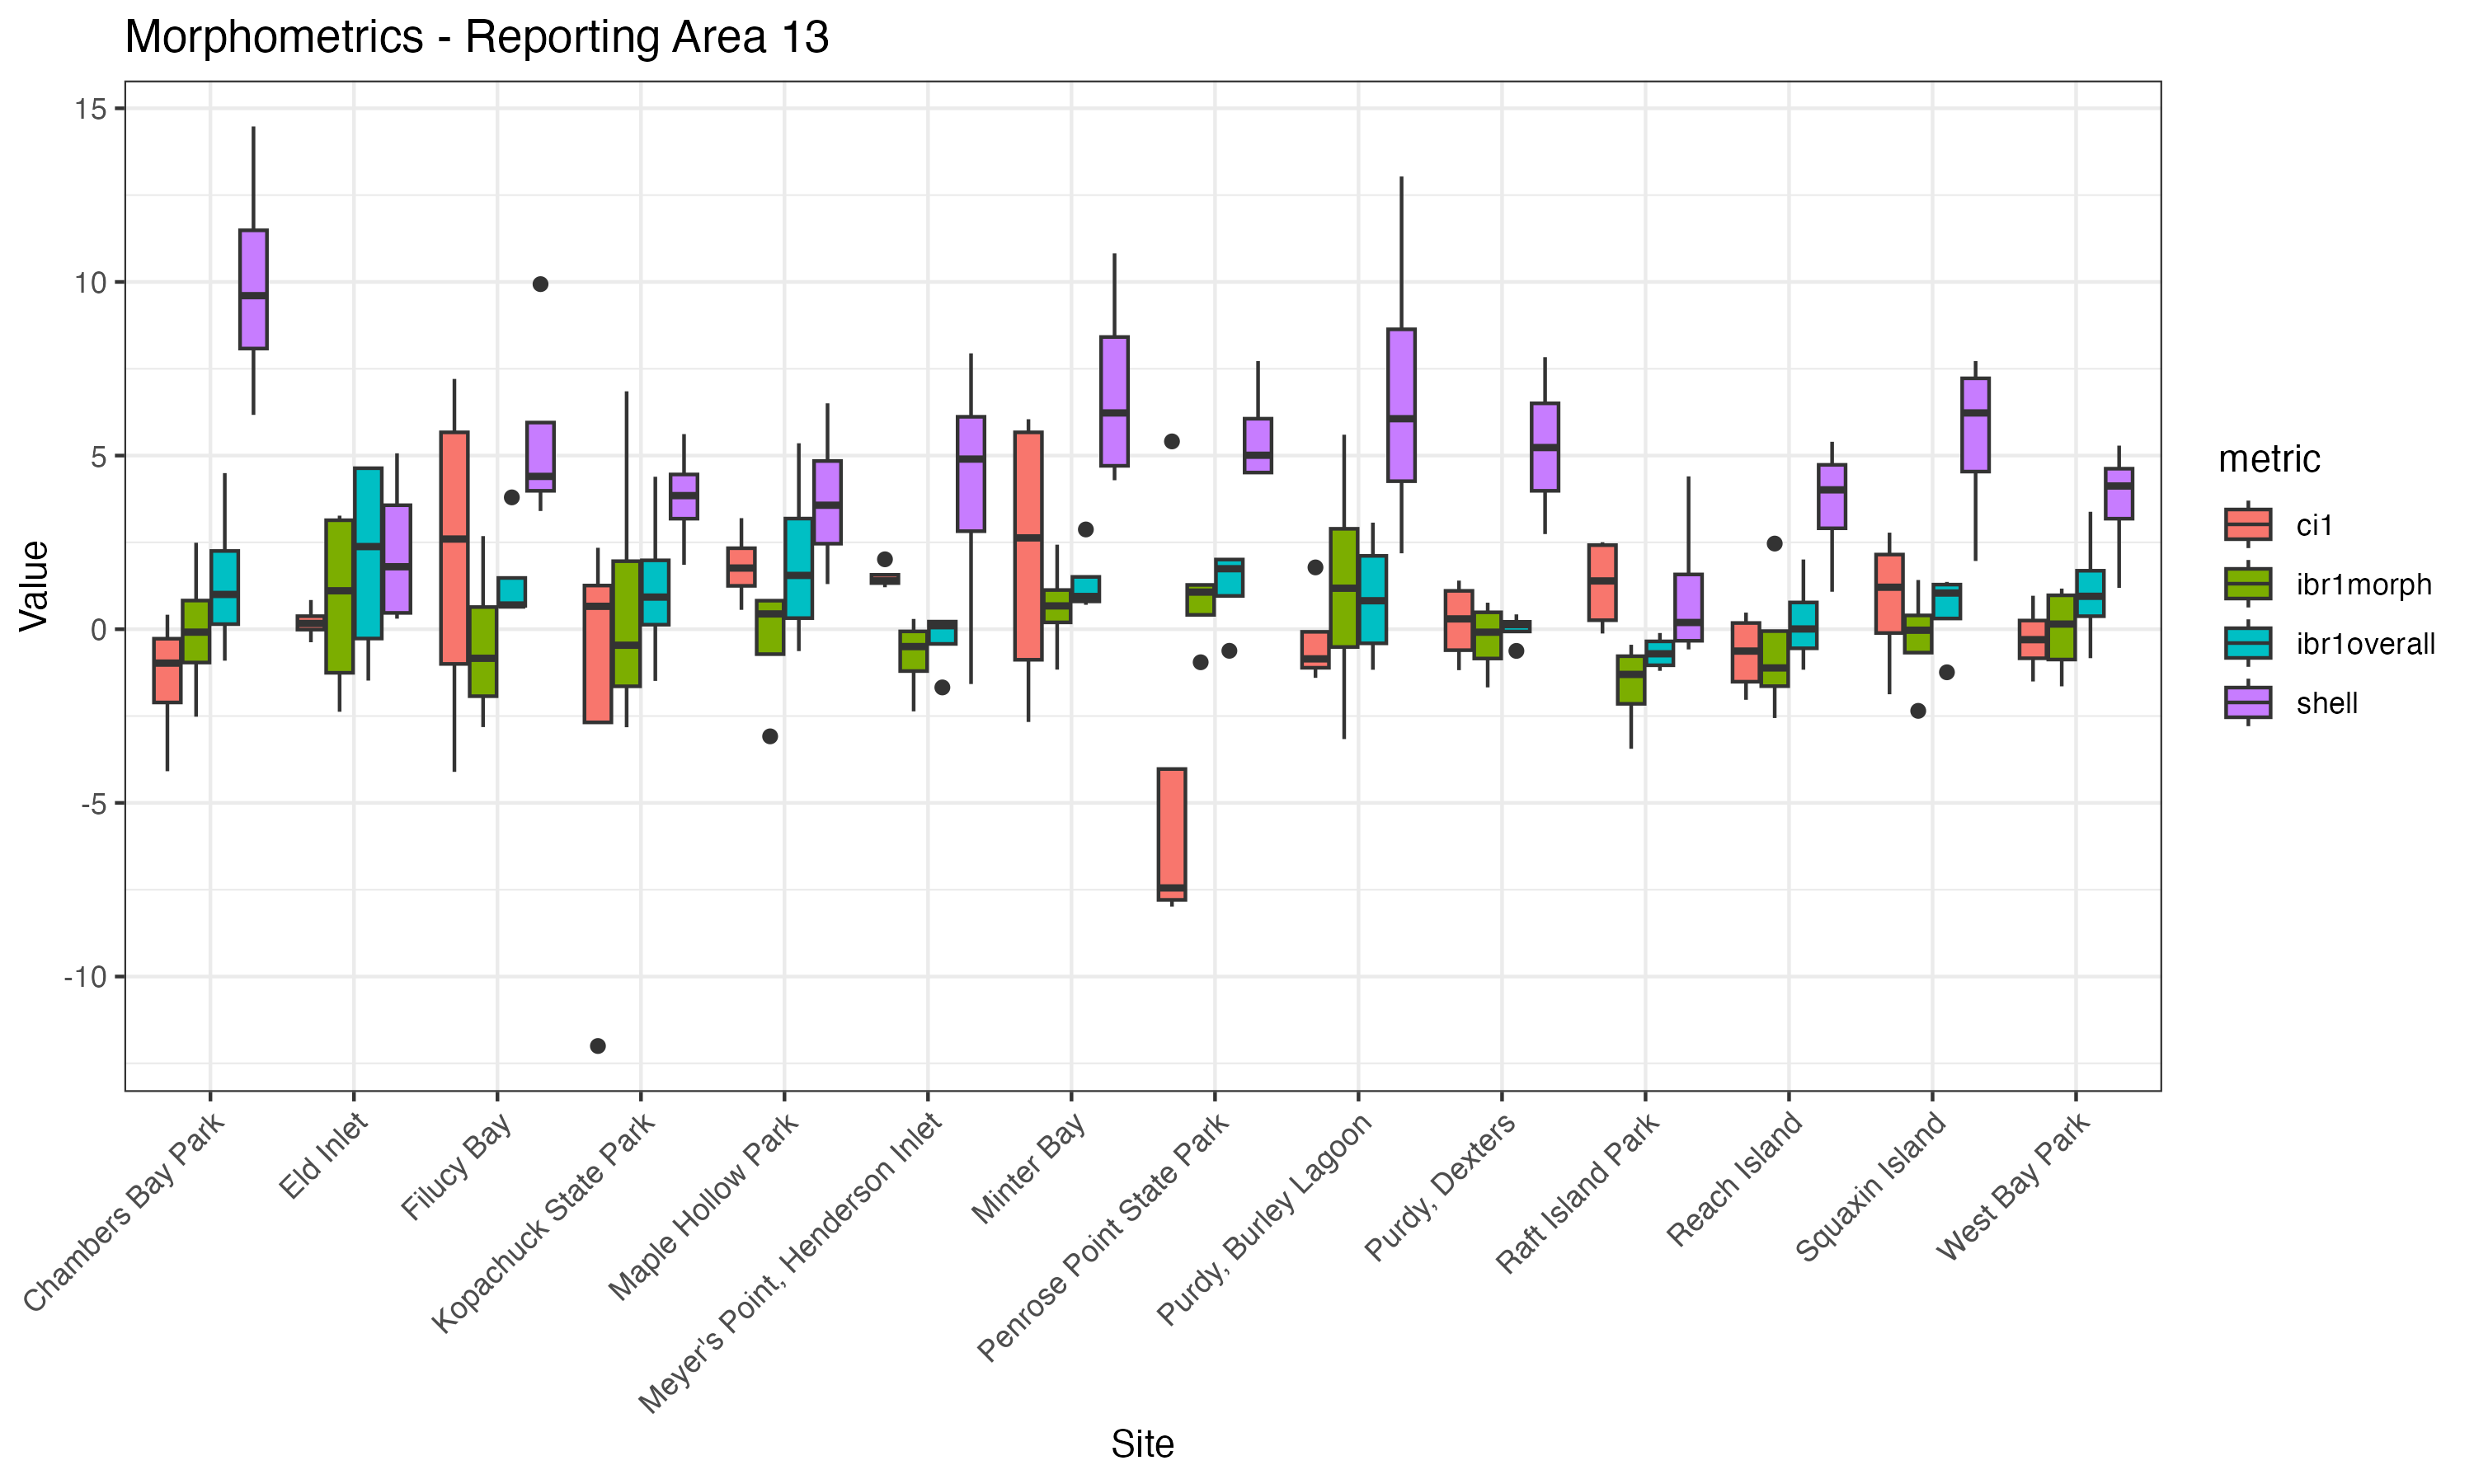 Morphometrics - Reporting Area 13
Value
15
10
5
0
-5
-10
Chambers Bay Park
Eld Inlet
Filucy Bay
Kopachuck State Park
Maple Hollow Park
Meyer's Point, Henderson Inlet
Minter Bay
Penrose Point State Park
Purdy, Burley Lagoon
Purdy, Dexters
Raft Island Park
Reach Island
Squaxin Island
West Bay Park
Site
metric
ci1
ibr1morph
ibr1overall
shell